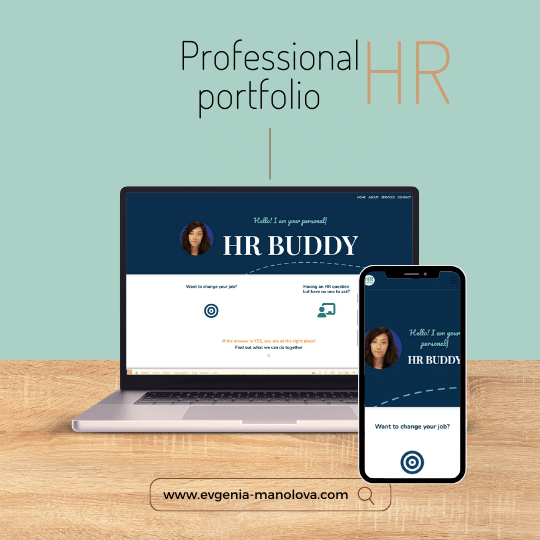 Professional HR
portfolio
HOME ABOUT SERVICES CONTACT
Hello! I am your personal
HR BUDDY
Want to change your job?
Having an HR question
but have no one to ask?
If the answer is YES, you are at the right place!
Find out what we can do together
HR
Hello! I am your
personal
HR BUDDY
Want to change your job?
www.evgenia-manolova.com